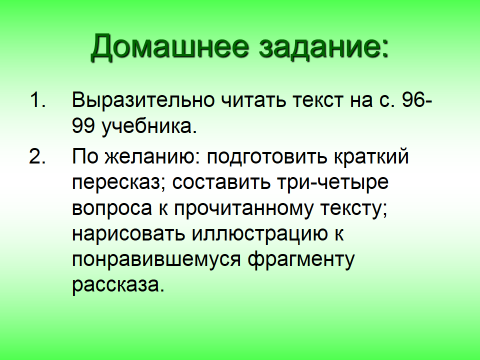 Домашнее задание:
1. Выразительно читать текст на с. 96-
99 учебника.
2. По желанию: подготовить краткий
пересказ; составить три-четыре
вопроса к прочитанному тексту;
нарисовать иллюстрацию к
понравившемуся фрагменту
рассказа.